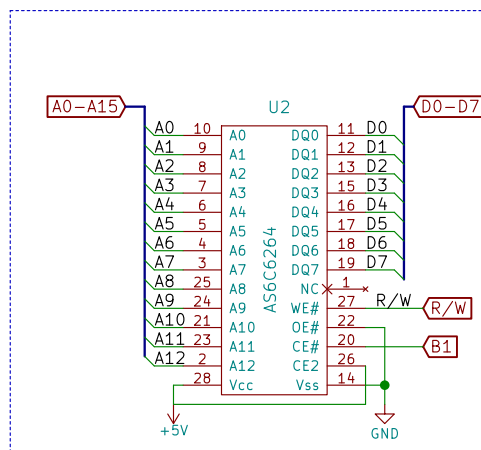 U2
A0-A15
D0-D7
A0 10 A0 DQ0 11 D0
A1 9 A1 DQ1 12 D1
A2 8 A2 DQ2 13 D2
A3 7 A3 DQ3 15 D3
A4 6 A4 DQ4 16 D4
A5 5 A5 DQ5 17 D5
A6 4 A6 DQ6 18 D6
A7 3 A7 DQ7 19 D7
A8 25 A8 NC 1
A9 24 A9 WE# 27 R/W R/W
A10 21 A10 OE# 22
A11 23 A11 CE# 20 B1
A12 2 A12 CE2 26
28 Vcc Vss 14
AS6C6264
+5V
GND